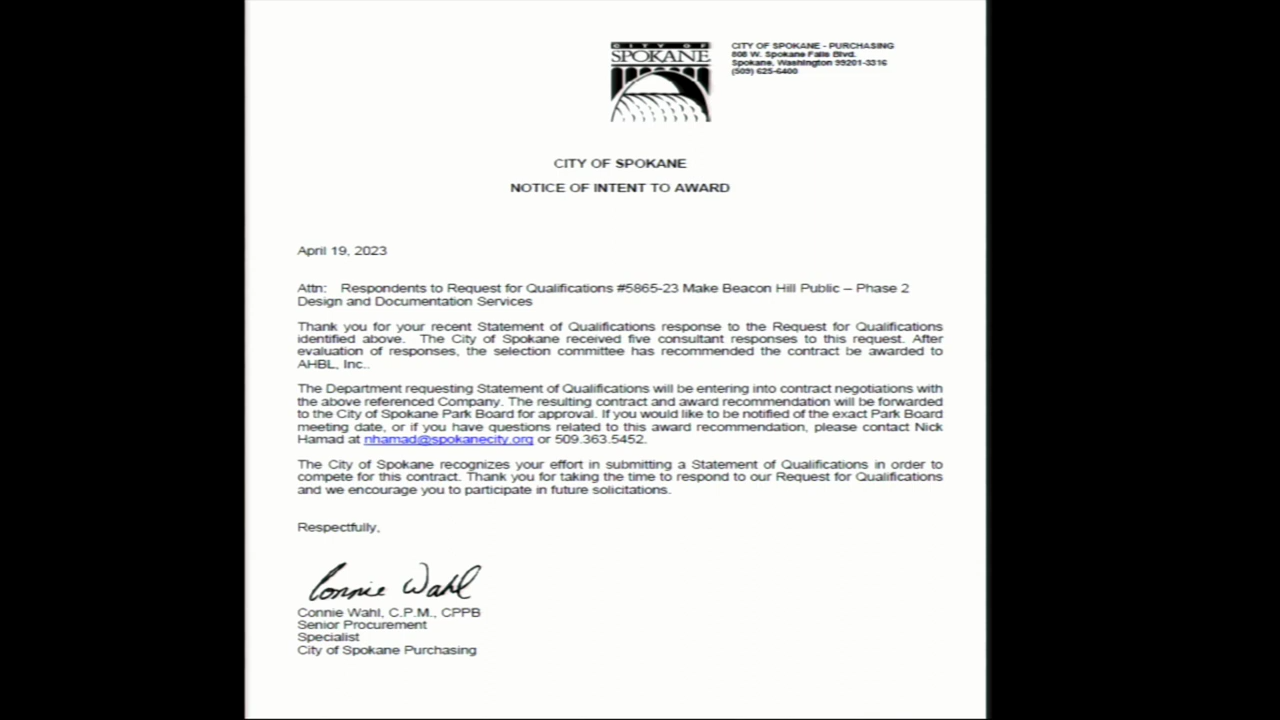 CITY OF
SPOKANE
CITY OF SPOKANE - PURCHASING
808 W. Spokane Falls Blvd.
Spokane, Washington 99201-3316
(509) 625-6400
CITY OF SPOKANE
NOTICE OF INTENT TO AWARD
April 19, 2023
Attn: Respondents to Request for Qualifications #5865-23 Make Beacon Hill Public – Phase 2
Design and Documentation Services
Thank you for your recent Statement of Qualifications response to the Request for Qualifications
identified above. The City of Spokane received five consultant responses to this request. After
evaluation of responses, the selection committee has recommended the contract be awarded to
AHBL, Inc..
The Department requesting Statement of Qualifications will be entering into contract negotiations with
the above referenced Company. The resulting contract and award recommendation will be forwarded
to the City of Spokane Park Board for approval. If you would like to be notified of the exact Park Board
meeting date, or if you have questions related to this award recommendation, please contact Nick
Hamad at nhamad@spokanecity.org or 509.363.5452.
The City of Spokane recognizes your effort in submitting a Statement of Qualifications in order to
compete for this contract. Thank you for taking the time to respond to our Request for Qualifications
and we encourage you to participate in future solicitations.
Respectfully,
Connie Wahl
Connie Wahl, C.P.M., CPPB
Senior Procurement
Specialist
City of Spokane Purchasing